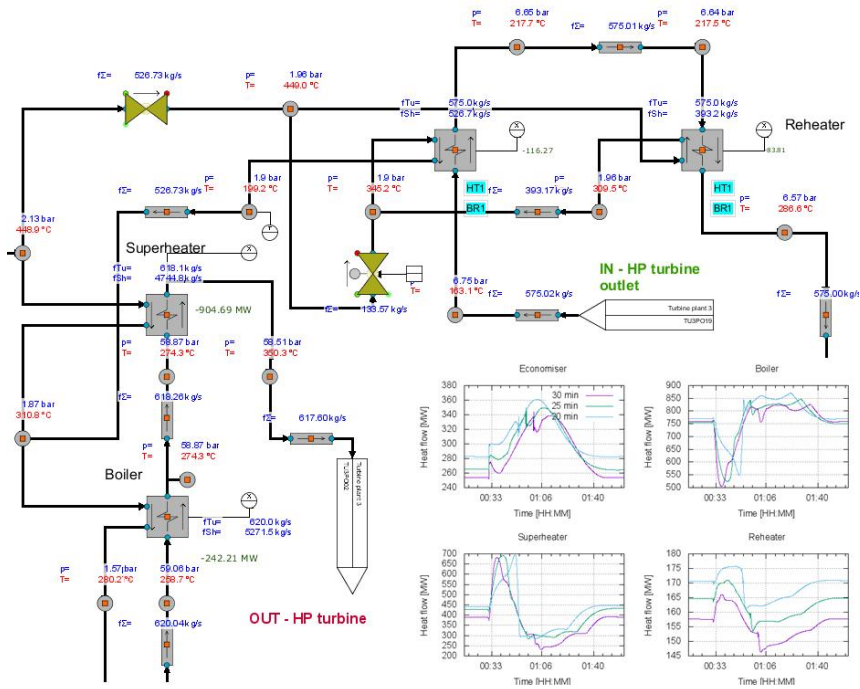 6.65 bar
p=
T= 217.7 °C
fΣ= 575.01 kg/s
6.64 bar
p=
T= 217.5 °C
fΣ= 526.73 kg/s
p= 1.96 bar
T= 449.0 °C
fTu= 575.0 kg/s
fSh= 526.7 kg/s
X
-116.27
fTu= 575.0 kg/s
fSh= 393.2 kg/s
X
83.81
Reheater
p= 1.9 bar
T= 199.2 °C
p= 1.9 bar
T= 345.2 °C
p= 1.96 bar
T= 309.5 °C
fΣ= 526.73 kg/s
fΣ= 393.17 kg/s
HT1
BR1
HT1
BR1
p= 6.57 bar
T= 286.6 °C
2.13 bar
448.9 °C
Superheater
X
Y
fTu= 618.1 kg/s
fSh= 4744.8 kg/s
-904.69 MW
p=
T=
fΣ= 133.57 kg/s
6.75 bar
163.1 °C
fΣ= 575.02 kg/s
IN - HP turbine
outlet
Turbine plant 3
TU3PO19
fΣ= 575.00 kg/s
p= 58.87 bar
T= 274.3 °C
p= 58.51 bar
T= 350.3 °C
1.87 bar
310.8 °C
fΣ= 618.26 kg/s
fΣ= 617.60 kg/s
p= 58.87 bar
T= 274.3 °C
Boiler
X
fTu= 620.0 kg/s
fSh= 5271.5 kg/s
-242.21 MW
Turbine plant 3
TU3PO02
p= 1.57 bar
T= 280.2 °C
59.06 bar
258.7 °C
OUT - HP turbine
fΣ= 620.04 kg/s
Economiser
Heat flow [MW]
380
360
340
320
300
280
260
240
30 min
25 min
20 min
00:33 01:06 01:40
Time [HH:MM]
Boiler
Heat flow [MW]
900
850
800
750
700
650
600
550
500
00:33 01:06 01:40
Time [HH:MM]
Superheater
Heat flow [MW]
700
650
600
550
500
450
400
350
300
250
200
00:33 01:06 01:40
Time [HH:MM]
Reheater
Heat flow [MW]
180
175
170
165
160
155
150
145
00:33 01:06 01:40
Time [HH:MM]